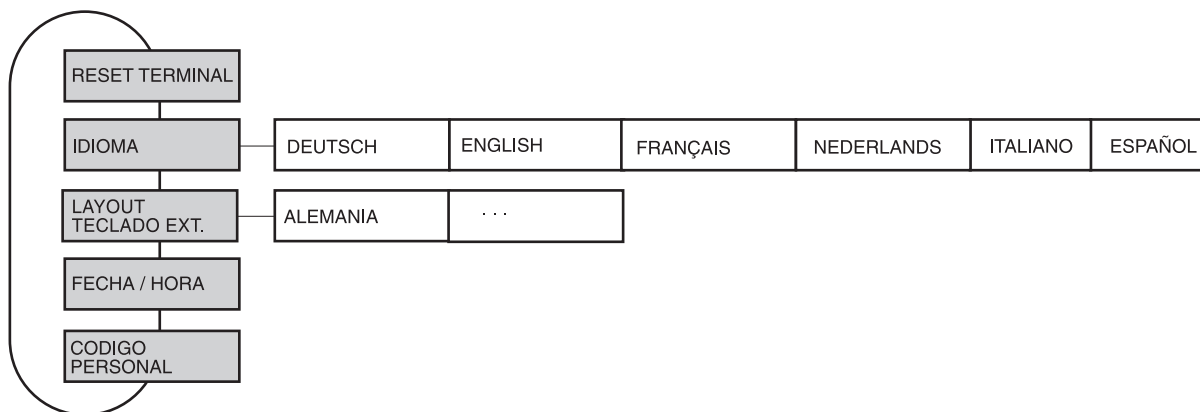 RESET TERMINAL
IDIOMA
DEUTSCH
ENGLISH
FRANÇAIS
NEDERLANDS
ITALIANO
ESPAÑOL
LAYOUT
TECLADO EXT.
ALEMANIA
. . .
FECHA / HORA
CODIGO
PERSONAL